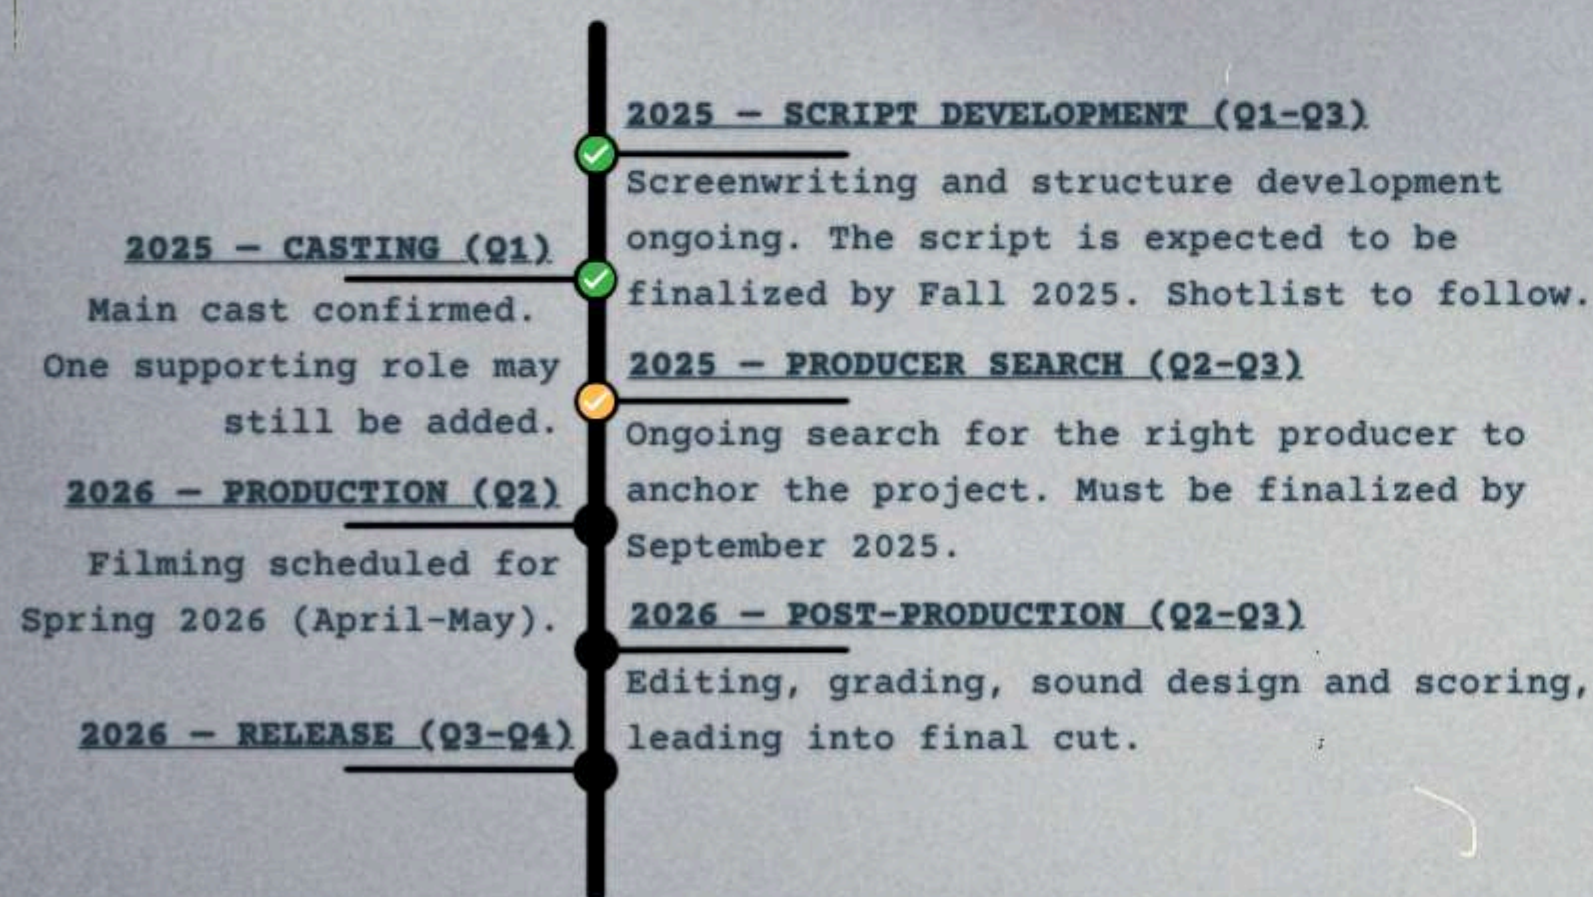 2025 — SCRIPT DEVELOPMENT (Q1-Q3)
Screenwriting and structure development
ongoing. The script is expected to be
finalized by Fall 2025. Shotlist to follow.
2025 — CASTING (Q1)
Main cast confirmed.
One supporting role may
still be added.
2025 — PRODUCER SEARCH (Q2-Q3)
Ongoing search for the right producer to
anchor the project. Must be finalized by
September 2025.
2026 — PRODUCTION (Q2)
Filming scheduled for
Spring 2026 (April-May).
2026 — POST-PRODUCTION (Q2-Q3)
Editing, grading, sound design and scoring,
leading into final cut.
2026 — RELEASE (Q3-Q4)